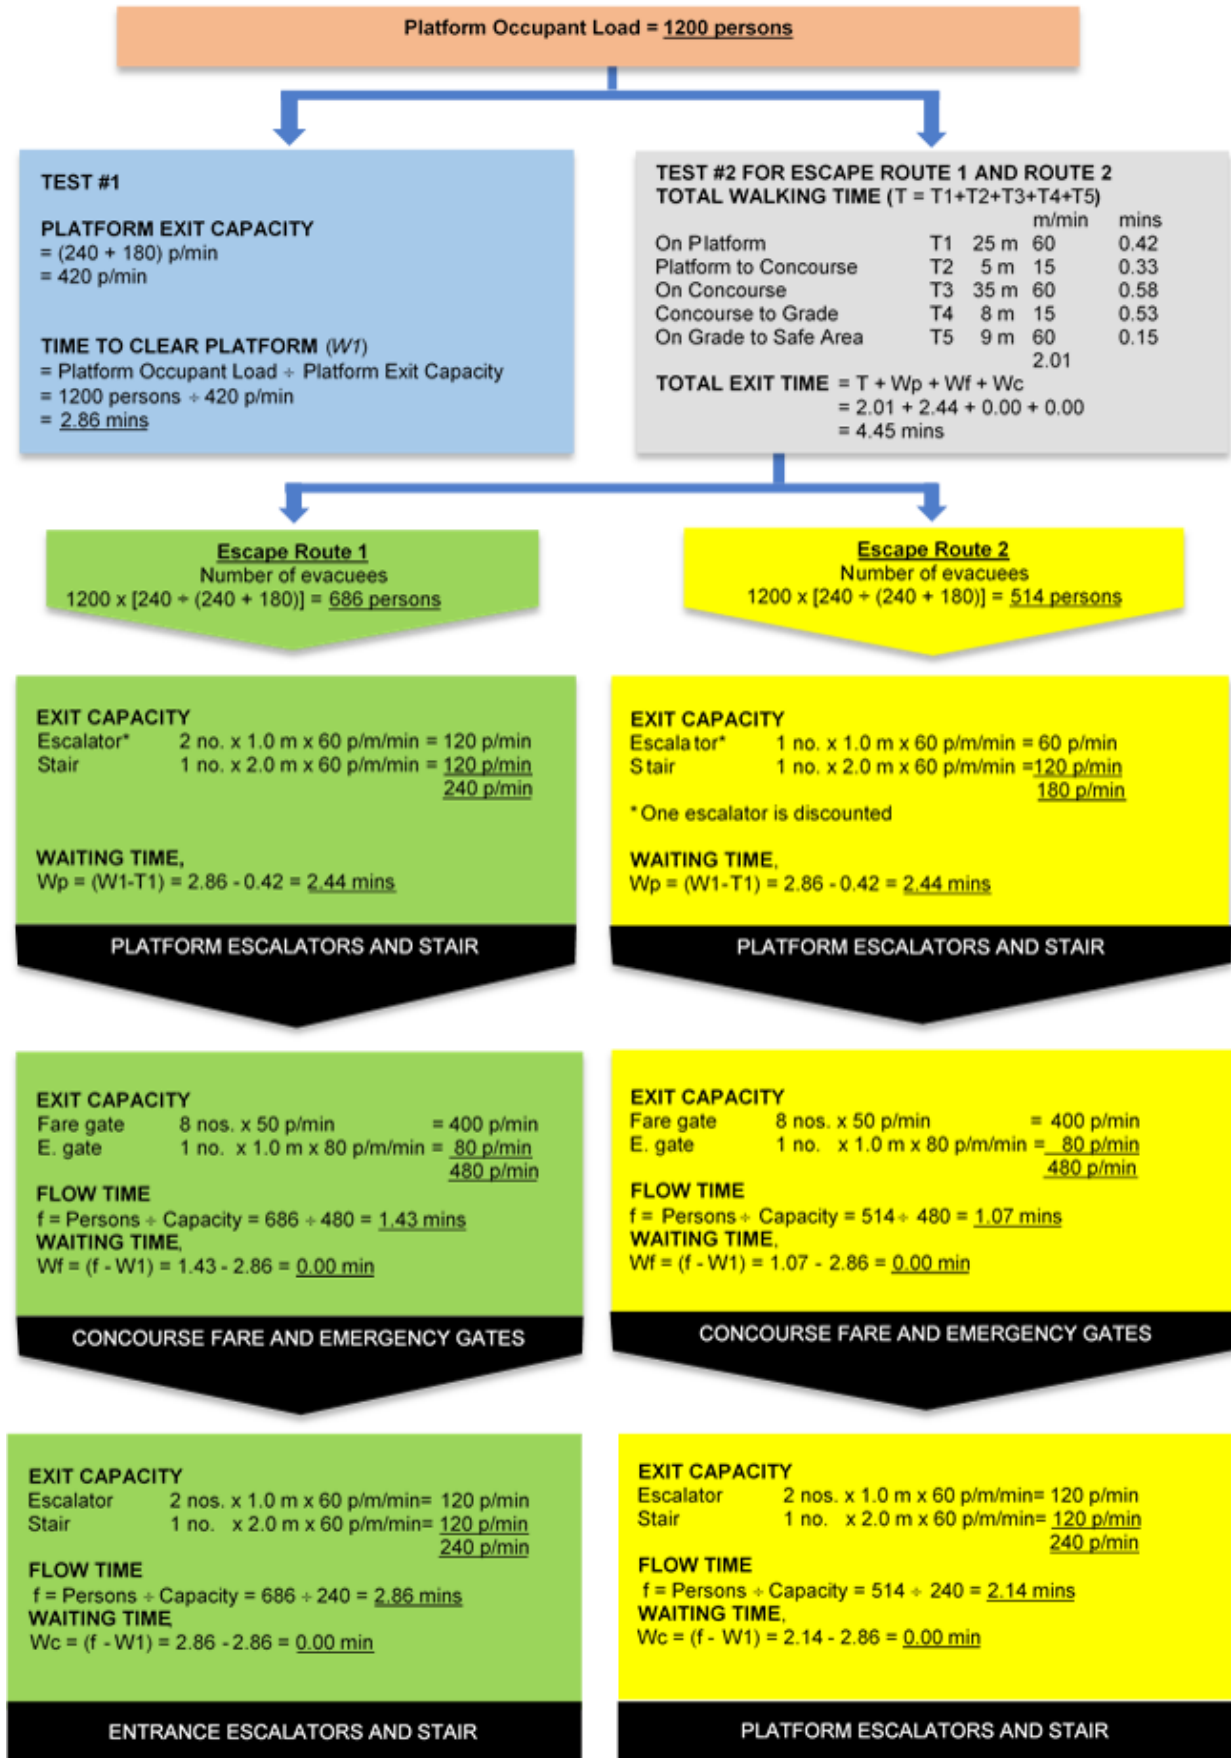 Platform Occupant Load = 1200 persons
TEST #1
PLATFORM EXIT CAPACITY
= (240 + 180) p/min
= 420 p/min
TIME TO CLEAR PLATFORM (W1)
= Platform Occupant Load ÷ Platform Exit Capacity
= 1200 persons ÷ 420 p/min
= 2.86 mins
TEST #2 FOR ESCAPE ROUTE 1 AND ROUTE 2
TOTAL WALKING TIME (T = T1+T2+T3+T4+T5)
m/min mins
On Platform T1 25 m 60 0.42
Platform to Concourse T2 5 m 15 0.33
On Concourse T3 35 m 60 0.58
Concourse to Grade T4 8 m 15 0.53
On Grade to Safe Area T5 9 m 60 0.15
2.01
TOTAL EXIT TIME = T + Wp + Wf + Wc
= 2.01 + 2.44 + 0.00 + 0.00
= 4.45 mins
Escape Route 1
Number of evacuees
1200 x [240 ÷ (240 + 180)] = 686 persons
EXIT CAPACITY
Escalator* 2 no. x 1.0 m x 60 p/m/min = 120 p/min
Stair 1 no. x 2.0 m x 60 p/m/min = 120 p/min
240 p/min
WAITING TIME,
Wp = (W1-T1) = 2.86 - 0.42 = 2.44 mins
PLATFORM ESCALATORS AND STAIR
EXIT CAPACITY
Fare gate 8 nos. x 50 p/min = 400 p/min
E. gate 1 no. x 1.0 m x 80 p/m/min = 80 p/min
480 p/min
FLOW TIME
f = Persons ÷ Capacity = 686 ÷ 480 = 1.43 mins
WAITING TIME,
Wf = (f - W1) = 1.43 - 2.86 = 0.00 min
CONCOURSE FARE AND EMERGENCY GATES
EXIT CAPACITY
Escalator 2 nos. x 1.0 m x 60 p/m/min= 120 p/min
Stair 1 no. x 2.0 m x 60 p/m/min= 120 p/min
240 p/min
FLOW TIME
f = Persons ÷ Capacity = 686 ÷ 240 = 2.86 mins
WAITING TIME
Wc = (f - W1) = 2.86 - 2.86 = 0.00 min
ENTRANCE ESCALATORS AND STAIR
Escape Route 2
Number of evacuees
1200 x [240 ÷ (240 + 180)] = 514 persons
EXIT CAPACITY
Escalator* 1 no. x 1.0 m x 60 p/m/min = 60 p/min
Stair 1 no. x 2.0 m x 60 p/m/min =120 p/min
180 p/min
* One escalator is discounted
WAITING TIME,
Wp = (W1-T1) = 2.86 - 0.42 = 2.44 mins
PLATFORM ESCALATORS AND STAIR
EXIT CAPACITY
Fare gate 8 nos. x 50 p/min = 400 p/min
E. gate 1 no. x 1.0 m x 80 p/m/min = 80 p/min
480 p/min
FLOW TIME
f = Persons ÷ Capacity = 514 ÷ 480 = 1.07 mins
WAITING TIME,
Wf = (f - W1) = 1.07 - 2.86 = 0.00 min
CONCOURSE FARE AND EMERGENCY GATES
EXIT CAPACITY
Escalator 2 nos. x 1.0 m x 60 p/m/min= 120 p/min
Stair 1 no. x 2.0 m x 60 p/m/min= 120 p/min
240 p/min
FLOW TIME
f = Persons ÷ Capacity = 514 ÷ 240 = 2.14 mins
WAITING TIME,
Wc = (f - W1) = 2.14 - 2.86 = 0.00 min
PLATFORM ESCALATORS AND STAIR